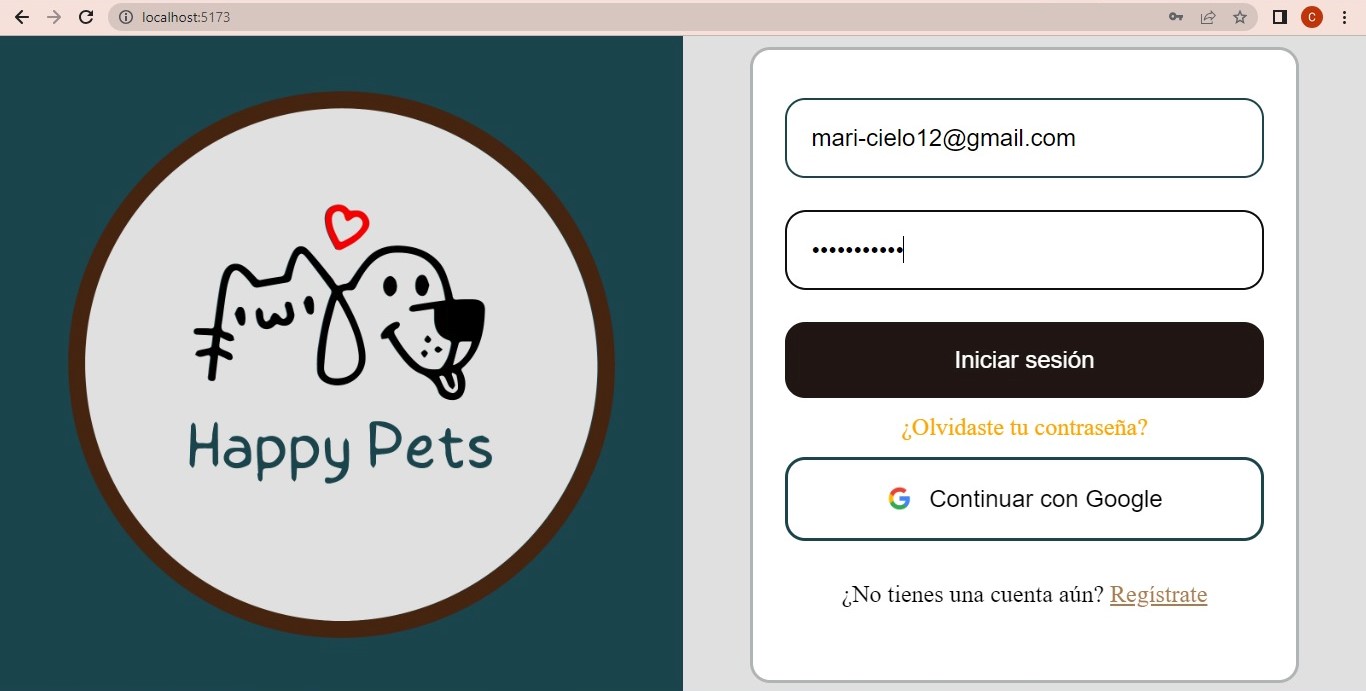 localhost:5173
C
Happy Pets
mari-cielo12@gmail.com
•••••••••••
Iniciar sesión
¿Olvidaste tu contraseña?
Continuar con Google
¿No tienes una cuenta aún? Regístrate